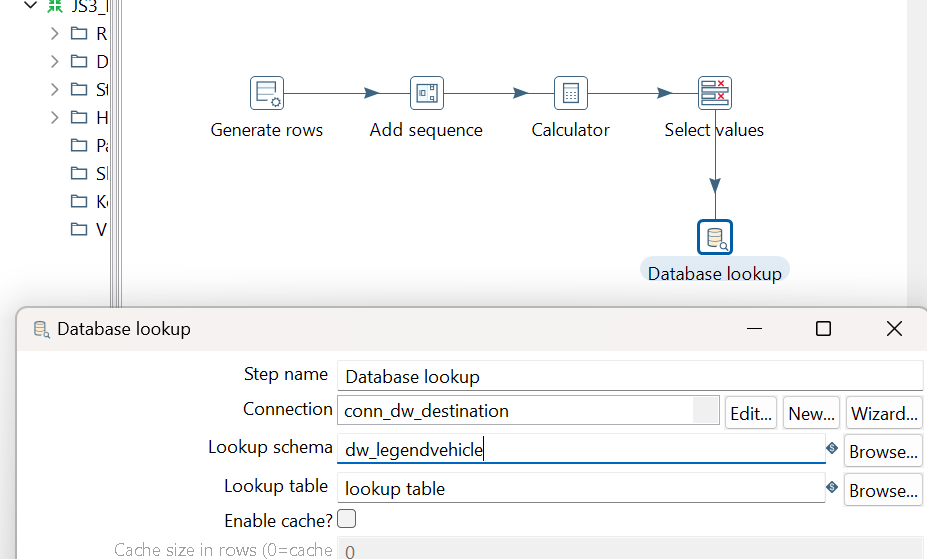 JS3_
R
D
St
H
Pa
Sl
Ko
V
Generate rows
Add sequence
Calculator
Select values
Database lookup
Database lookup
Step name Database lookup
Connection conn_dw_destination Edit... New... Wizard...
Lookup schema dw_legendvehicle Browse...
Lookup table lookup table Browse...
Enable cache?
Cache size in rows (0=cache 0